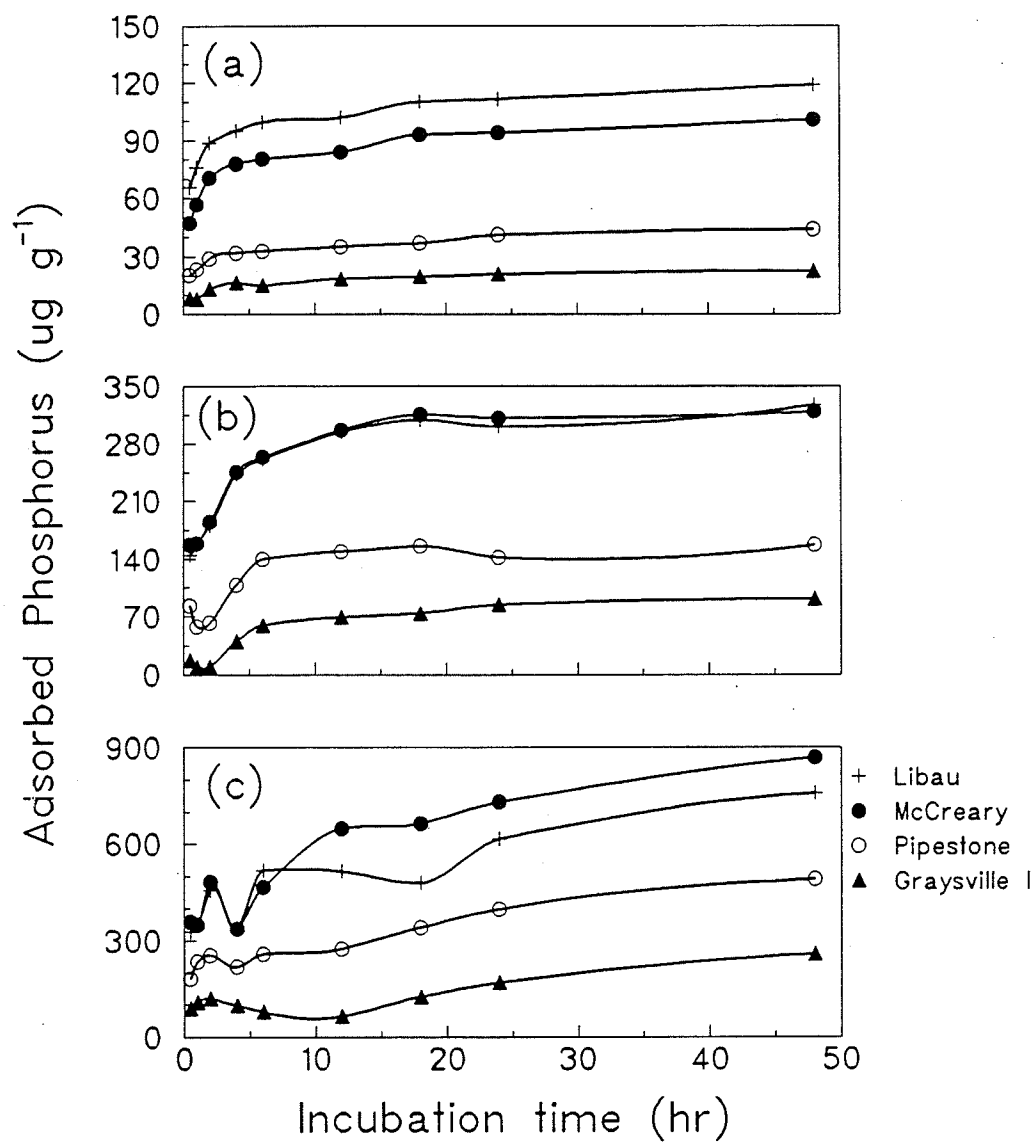 Adsorbed Phosphorus (ug g⁻¹)
150
120
90
60
30
0
(a)
350
280
210
140
70
0
(b)
900
600
300
0
(c)
0
10
20
30
40
50
Incubation time (hr)
+ Libau
● McCreary
○ Pipestone
▲ Graysville I